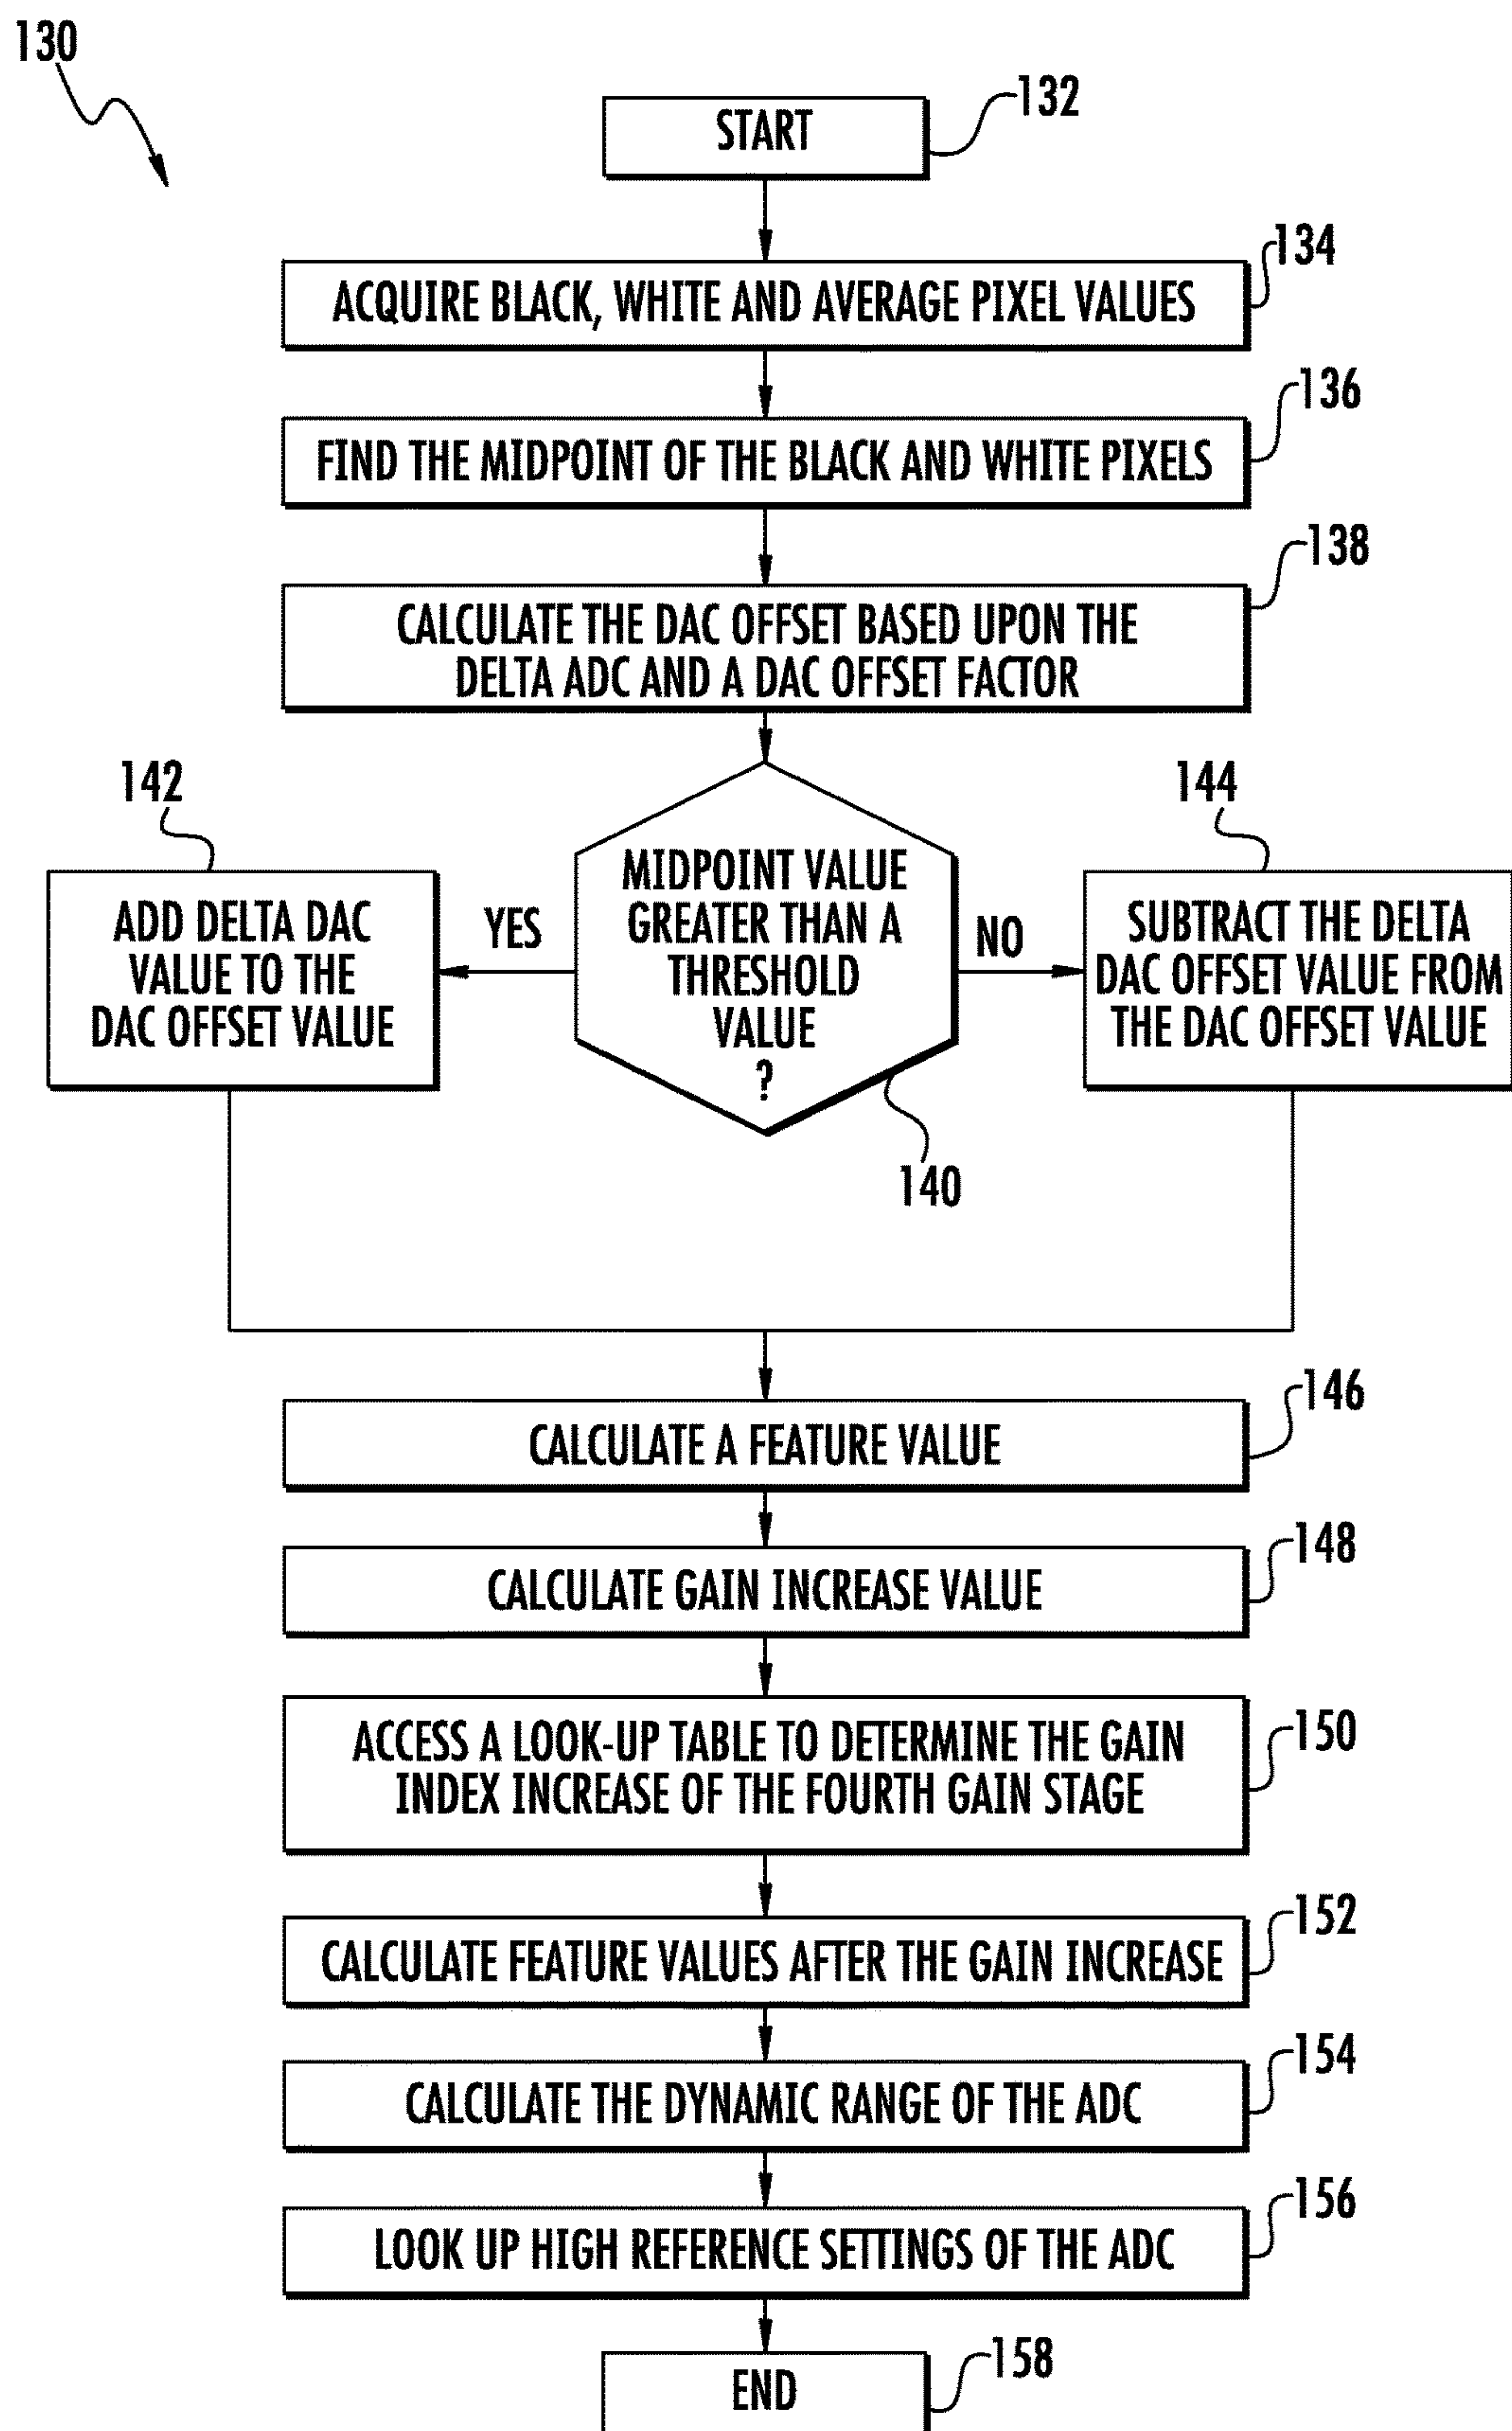 130
START
132
ACQUIRE BLACK, WHITE AND AVERAGE PIXEL VALUES
134
FIND THE MIDPOINT OF THE BLACK AND WHITE PIXELS
136
CALCULATE THE DAC OFFSET BASED UPON THE
DELTA ADC AND A DAC OFFSET FACTOR
138
MIDPOINT VALUE
GREATER THAN A
THRESHOLD
VALUE
?
140
YES
142
ADD DELTA DAC
VALUE TO THE
DAC OFFSET VALUE
NO
144
SUBTRACT THE DELTA
DAC OFFSET VALUE FROM
THE DAC OFFSET VALUE
CALCULATE A FEATURE VALUE
146
CALCULATE GAIN INCREASE VALUE
148
ACCESS A LOOK-UP TABLE TO DETERMINE THE GAIN
INDEX INCREASE OF THE FOURTH GAIN STAGE
150
CALCULATE FEATURE VALUES AFTER THE GAIN INCREASE
152
CALCULATE THE DYNAMIC RANGE OF THE ADC
154
LOOK UP HIGH REFERENCE SETTINGS OF THE ADC
156
END
158